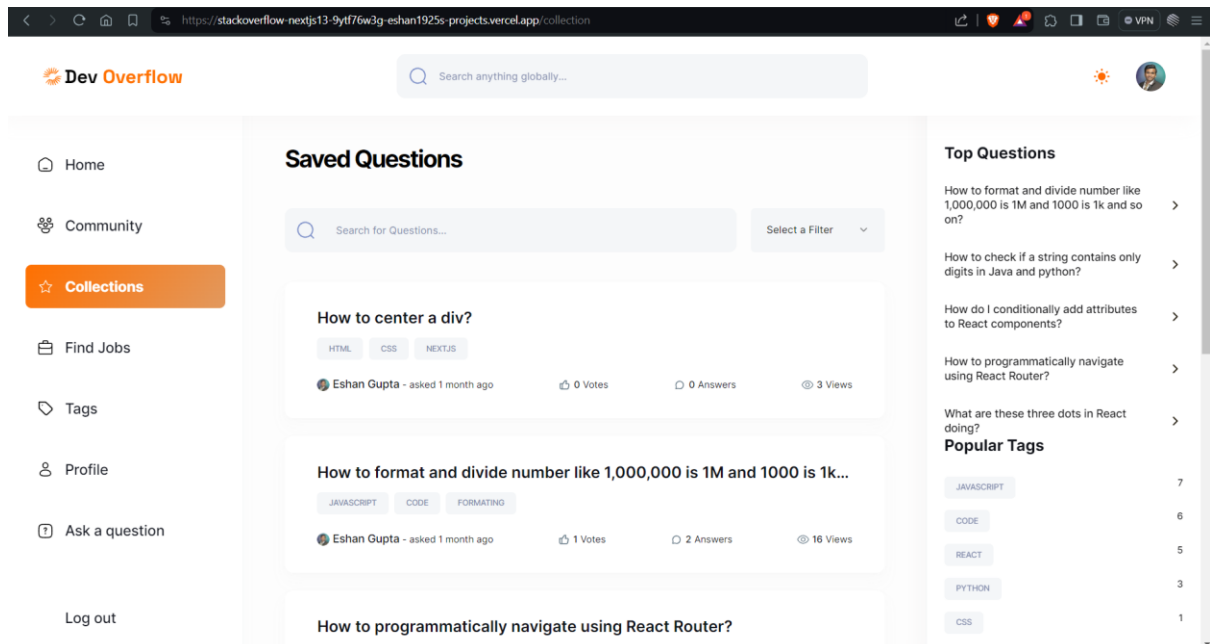 https://stackoverflow-nextjs13-9ytf76w3g-eshan1925s-projects.vercel.app/collection
VPN
Dev Overflow
Search anything globally...
Home
Community
Collections
Find Jobs
Tags
Profile
Ask a question
Log out
Saved Questions
Search for Questions...
Select a Filter
How to center a div?
HTML CSS NEXTJS
Eshan Gupta - asked 1 month ago 0 Votes 0 Answers 3 Views
How to format and divide number like 1,000,000 is 1M and 1000 is 1k...
JAVASCRIPT CODE FORMATING
Eshan Gupta - asked 1 month ago 1 Votes 2 Answers 16 Views
How to programmatically navigate using React Router?
Top Questions
How to format and divide number like
1,000,000 is 1M and 1000 is 1k and so
on?
How to check if a string contains only
digits in Java and python?
How do I conditionally add attributes
to React components?
How to programmatically navigate
using React Router?
What are these three dots in React
doing?
Popular Tags
JAVASCRIPT 7
CODE 6
REACT 5
PYTHON 3
CSS 1